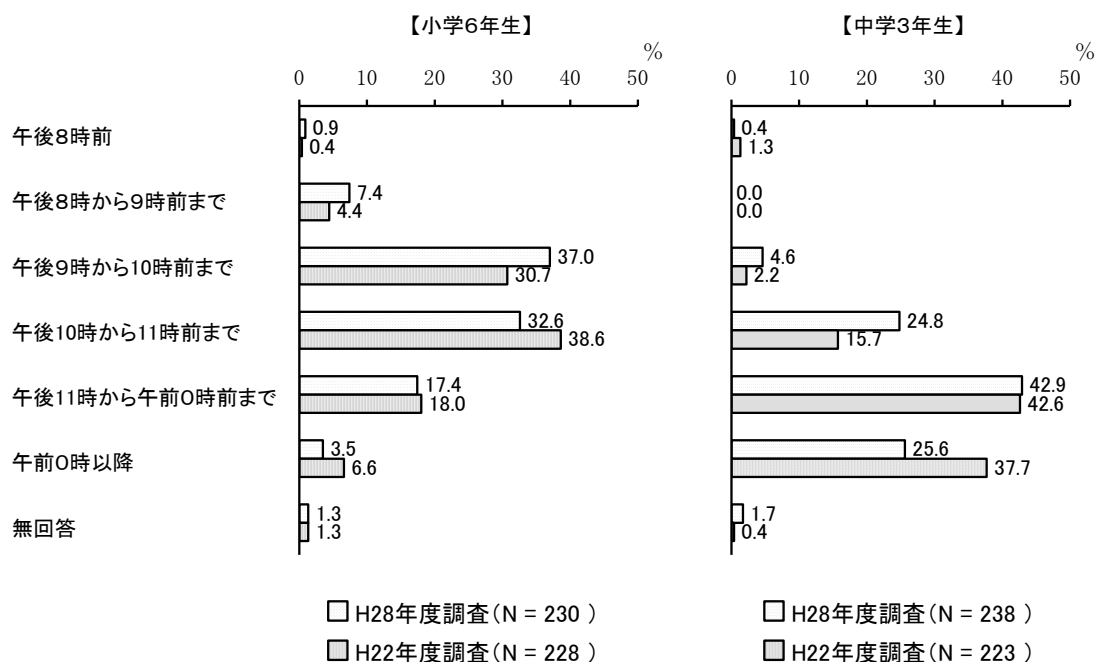 【小学6年生】
【中学3年生】
%
%
0 10 20 30 40 50
0 10 20 30 40 50
午後8時前
0.9
0.4
0.4
1.3
午後8時から9時前まで
7.4
4.4
0.0
0.0
午後9時から10時前まで
37.0
30.7
4.6
2.2
午後10時から11時前まで
32.6
38.6
24.8
15.7
午後11時から午前0時前まで
17.4
18.0
42.9
42.6
午前0時以降
3.5
6.6
25.6
37.7
無回答
1.3
1.3
1.7
0.4
H28年度調査(N = 230 )
H22年度調査(N = 228 )
H28年度調査(N = 238 )
H22年度調査(N = 223 )